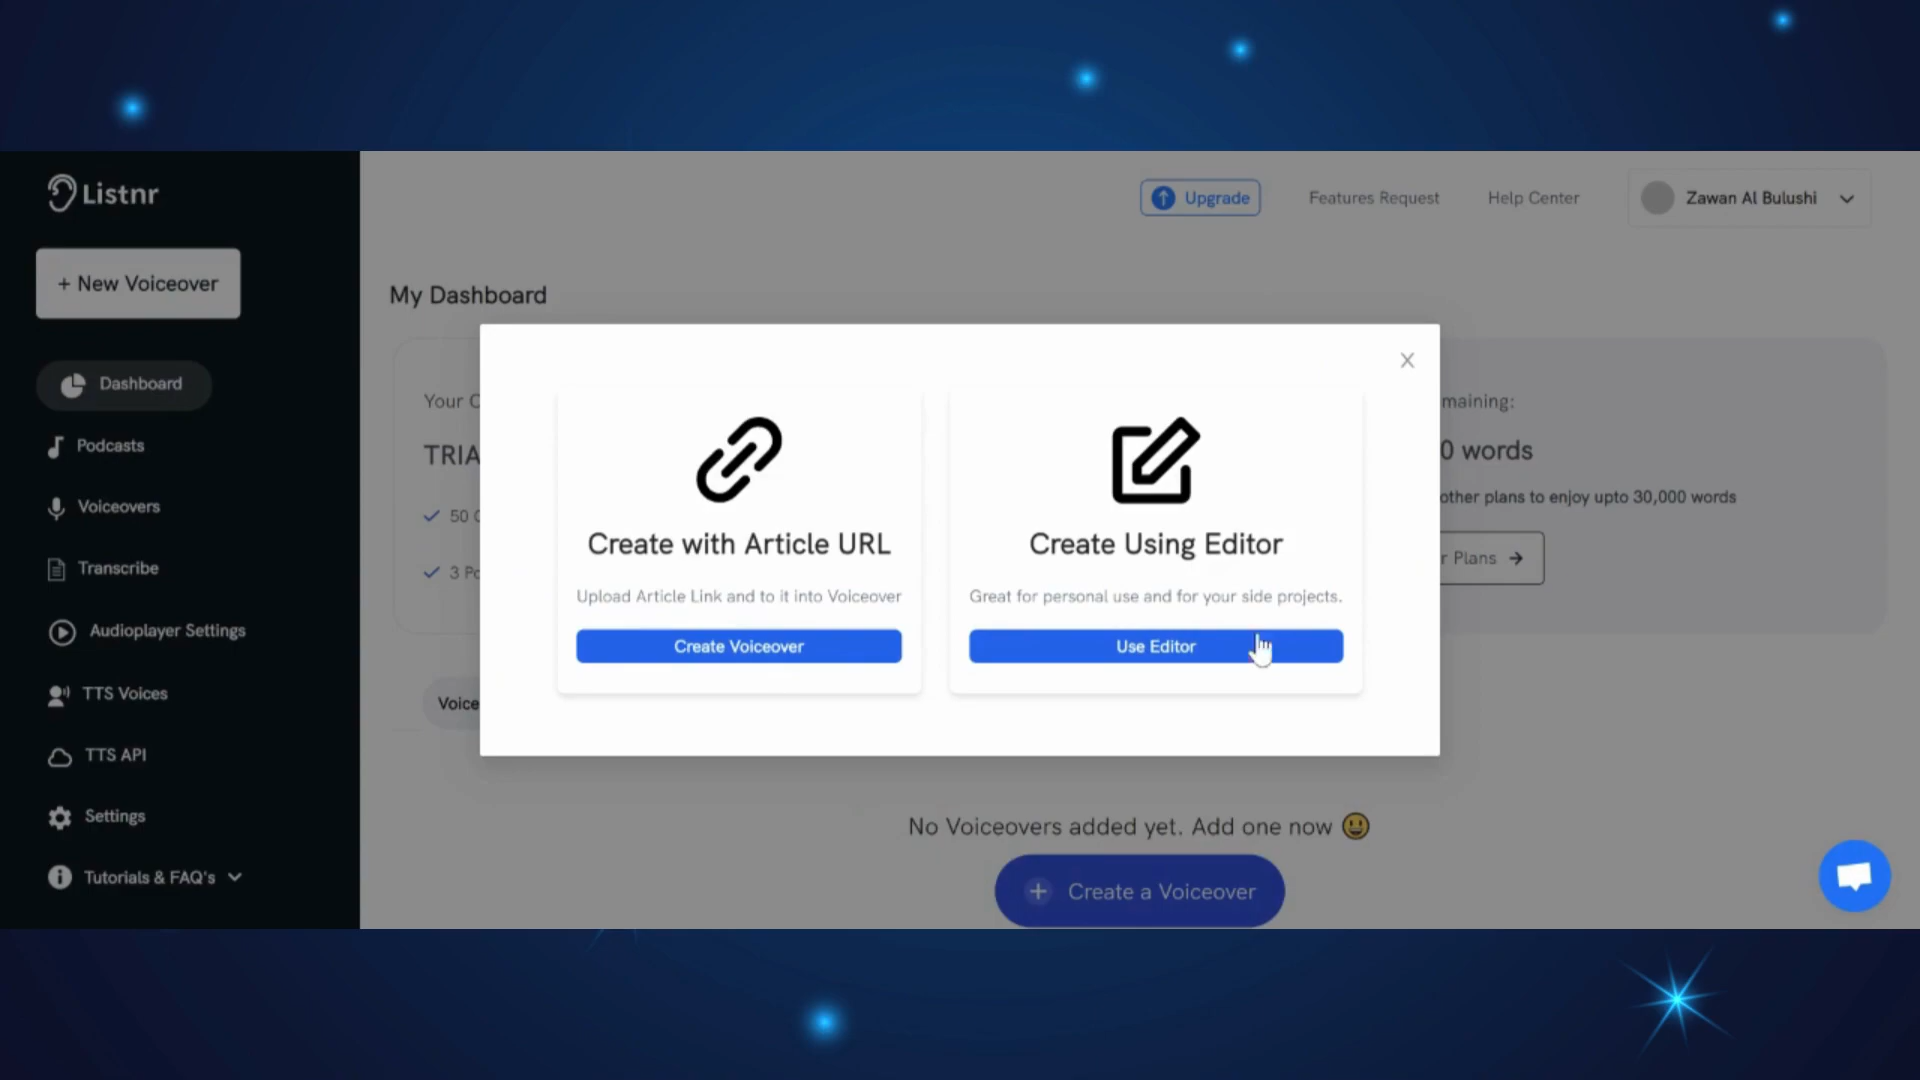 Listnr
Upgrade
Features Request
Help Center
Zawan Al Bulushi
+ New Voiceover
My Dashboard
Dashboard
Podcasts
Voiceovers
Transcribe
Audioplayer Settings
TTS Voices
TTS API
Settings
Tutorials & FAQ's
Your C
TRIA
50
3 Po
Voice
Create with Article URL
Upload Article Link and to it into Voiceover
Create Voiceover
Create Using Editor
Great for personal use and for your side projects.
Use Editor
maining:
0 words
other plans to enjoy upto 30,000 words
r Plans →
No Voiceovers added yet. Add one now 😃
+ Create a Voiceover